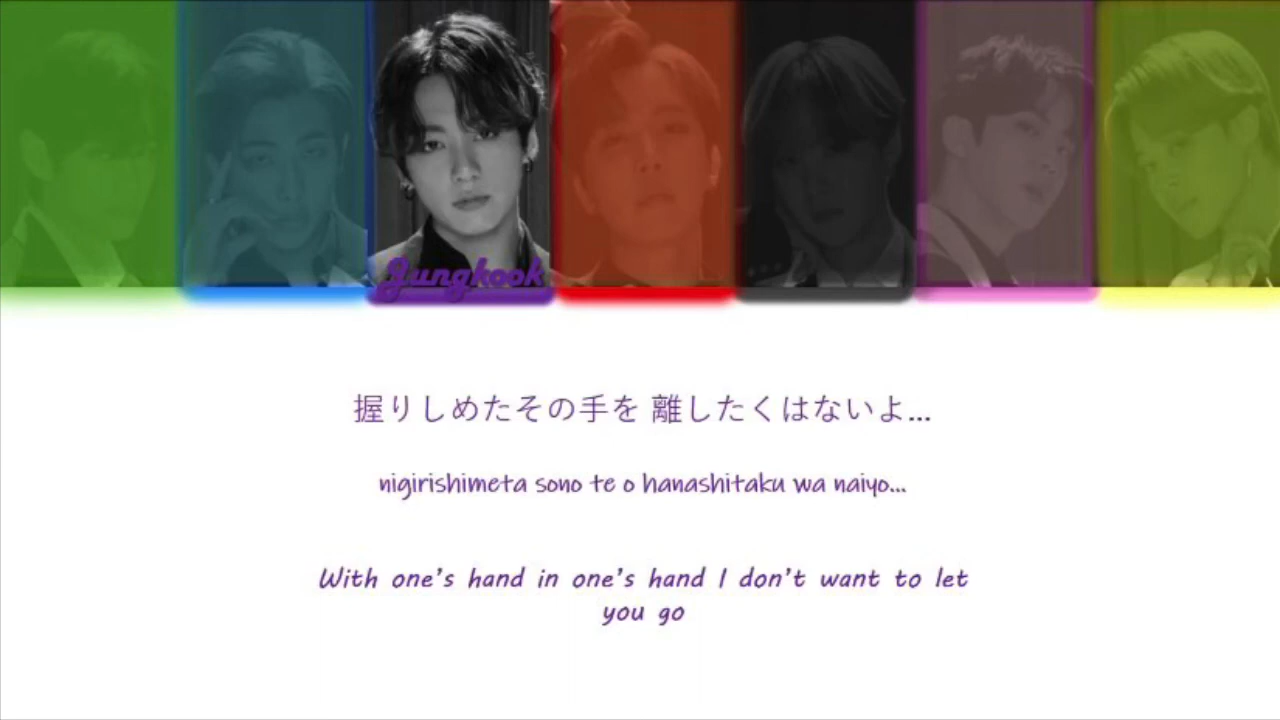 Jungkook
握りしめたその手を 離したくはないよ...
nigirishimeta sono te o hanashitaku wa naiyo...
With one's hand in one's hand I don't want to let
you go